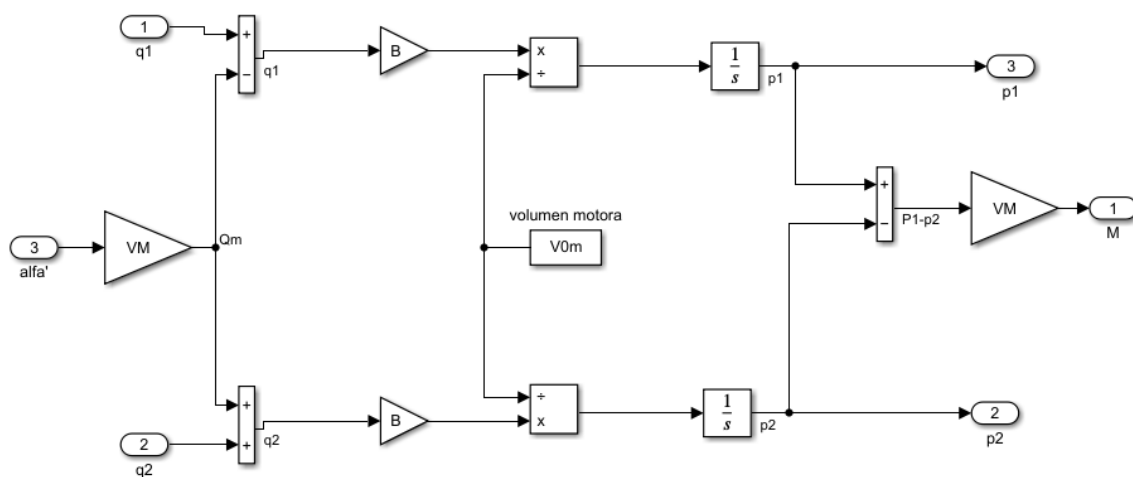 1
q1
+
−
q1
B
x
÷
1
s
p1
3
p1
3
alfa'
VM
Qm
volumen motora
V0m
+
−
P1-p2
VM
1
M
2
q2
+
+
q2
B
÷
x
1
s
p2
2
p2